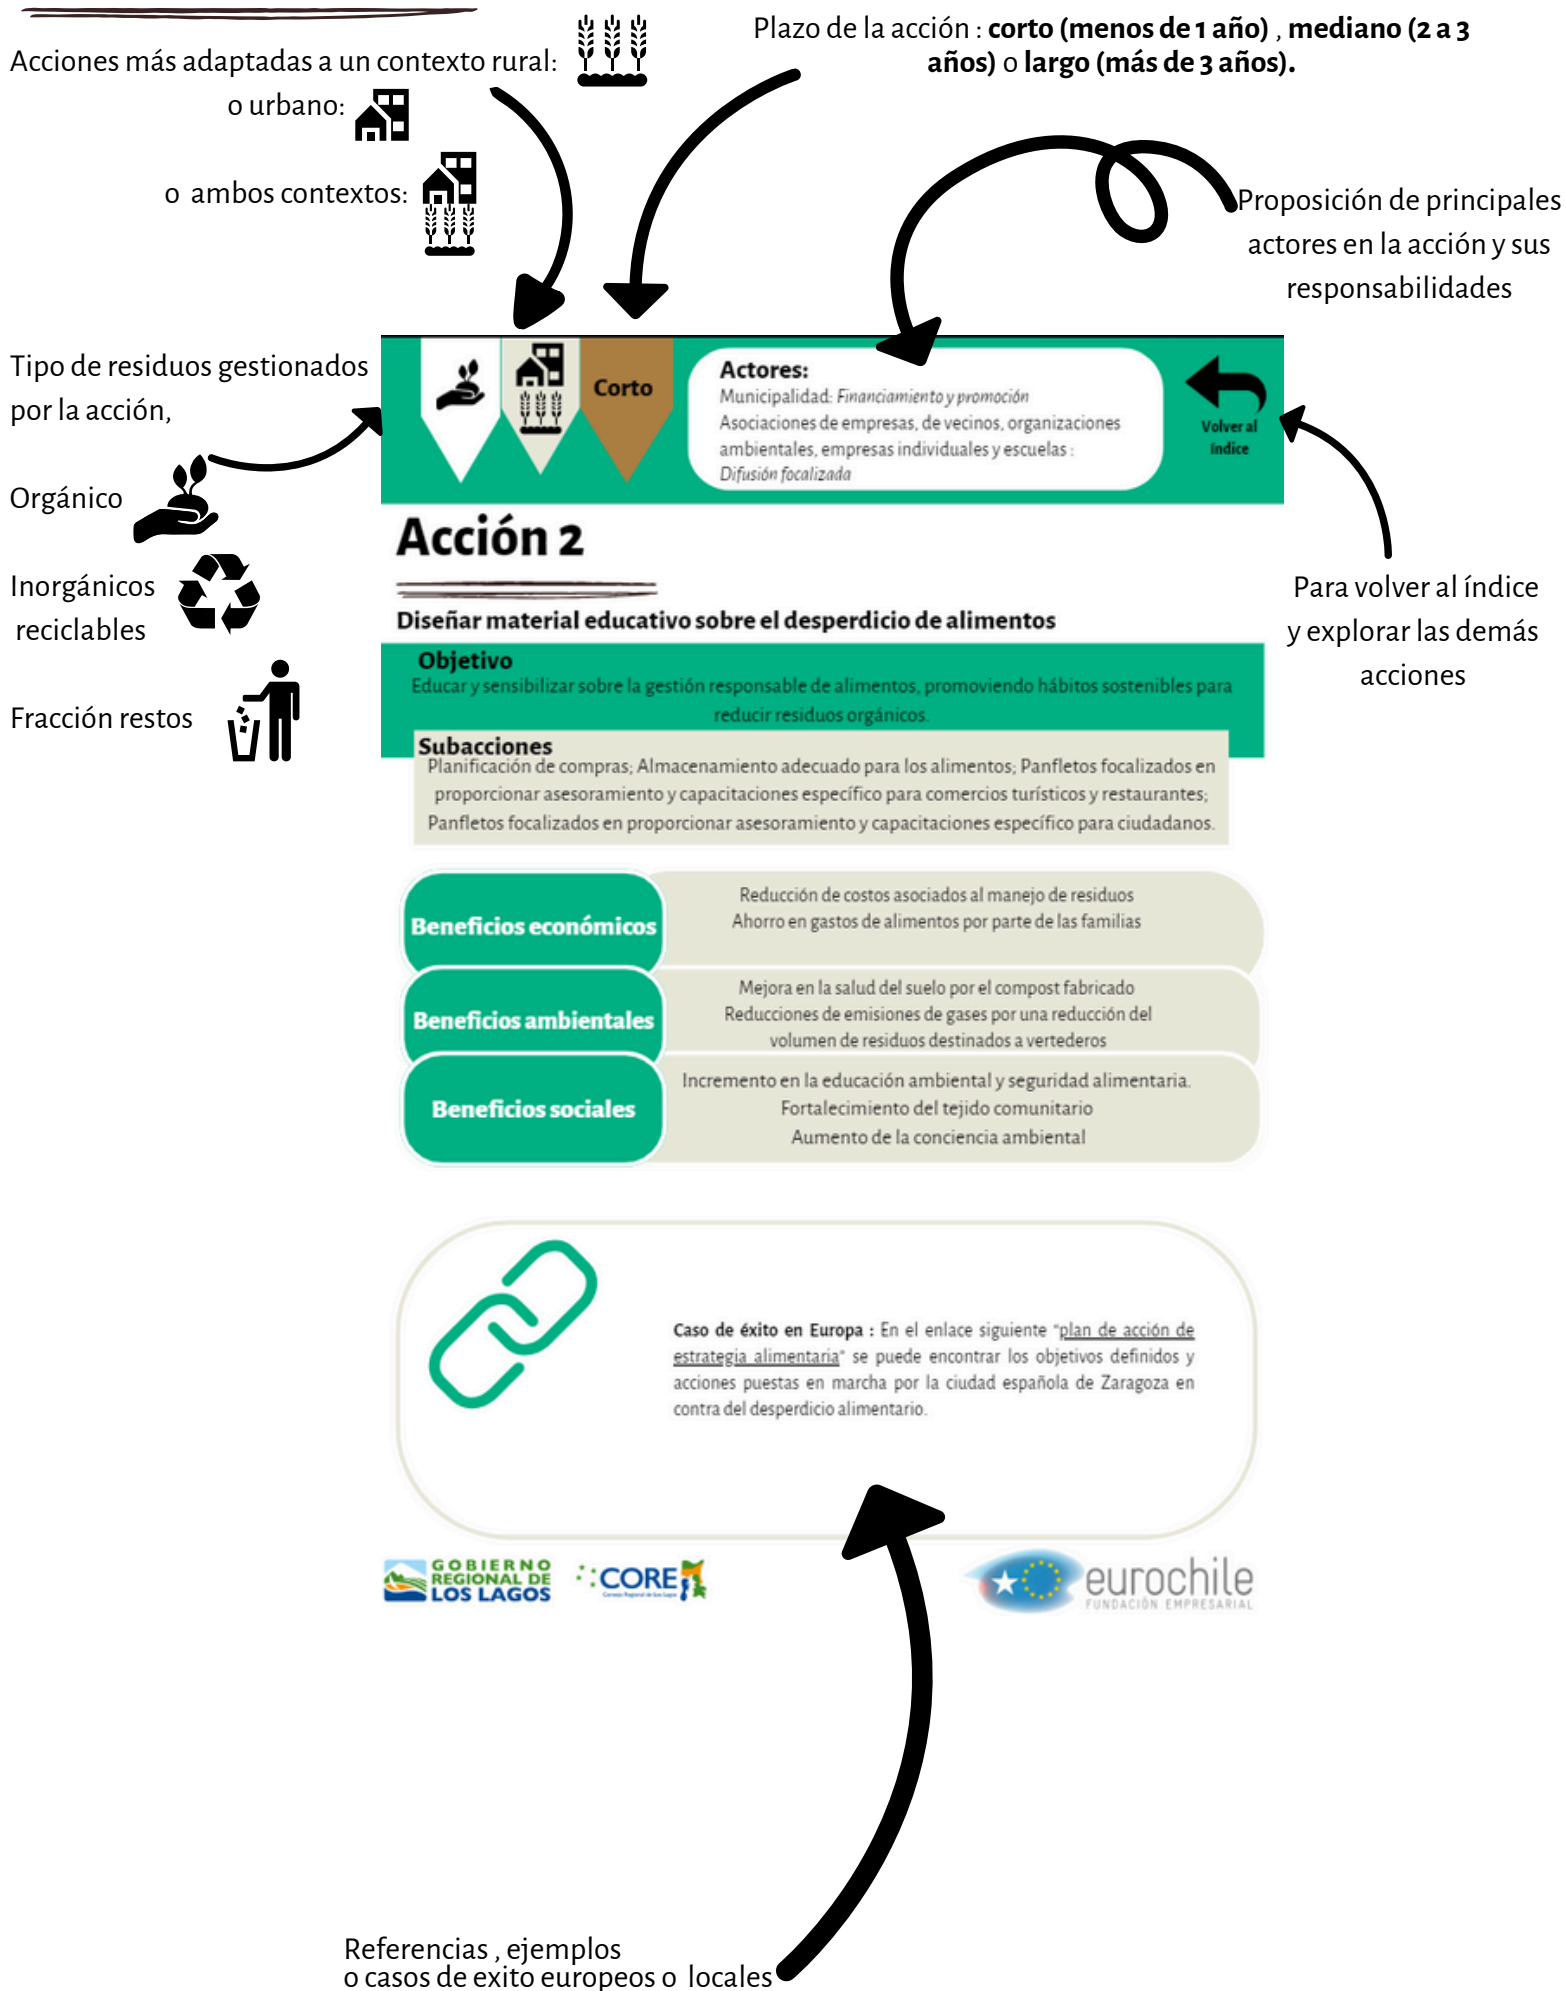 Acciones más adaptadas a un contexto rural:
o urbano:
o ambos contextos:
Plazo de la acción : corto (menos de 1 año) , mediano (2 a 3
años) o largo (más de 3 años).
Proposición de principales
actores en la acción y sus
responsabilidades
Tipo de residuos gestionados
por la acción,
Orgánico
Inorgánicos
reciclables
Fracción restos
Corto
Actores:
Municipalidad: Financiamiento y promoción
Asociaciones de empresas, de vecinos, organizaciones
ambientales, empresas individuales y escuelas :
Difusión focalizada
Volver al
índice
Para volver al índice
y explorar las demás
acciones
Acción 2
Diseñar material educativo sobre el desperdicio de alimentos
Objetivo
Educar y sensibilizar sobre la gestión responsable de alimentos, promoviendo hábitos sostenibles para
reducir residuos orgánicos.
Subacciones
Planificación de compras; Almacenamiento adecuado para los alimentos; Panfletos focalizados en
proporcionar asesoramiento y capacitaciones específico para comercios turísticos y restaurantes;
Panfletos focalizados en proporcionar asesoramiento y capacitaciones específico para ciudadanos.
Beneficios económicos
Reducción de costos asociados al manejo de residuos
Ahorro en gastos de alimentos por parte de las familias
Beneficios ambientales
Mejora en la salud del suelo por el compost fabricado
Reducciones de emisiones de gases por una reducción del
volumen de residuos destinados a vertederos
Beneficios sociales
Incremento en la educación ambiental y seguridad alimentaria.
Fortalecimiento del tejido comunitario
Aumento de la conciencia ambiental
Caso de éxito en Europa : En el enlace siguiente "plan de acción de
estrategia alimentaria" se puede encontrar los objetivos definidos y
acciones puestas en marcha por la ciudad española de Zaragoza en
contra del desperdicio alimentario.
GOBIERNO
REGIONAL DE
LOS LAGOS
CORE
Consejo Regional de Los Lagos
eurochile
FUNDACIÓN EMPRESARIAL
Referencias , ejemplos
o casos de exito europeos o locales